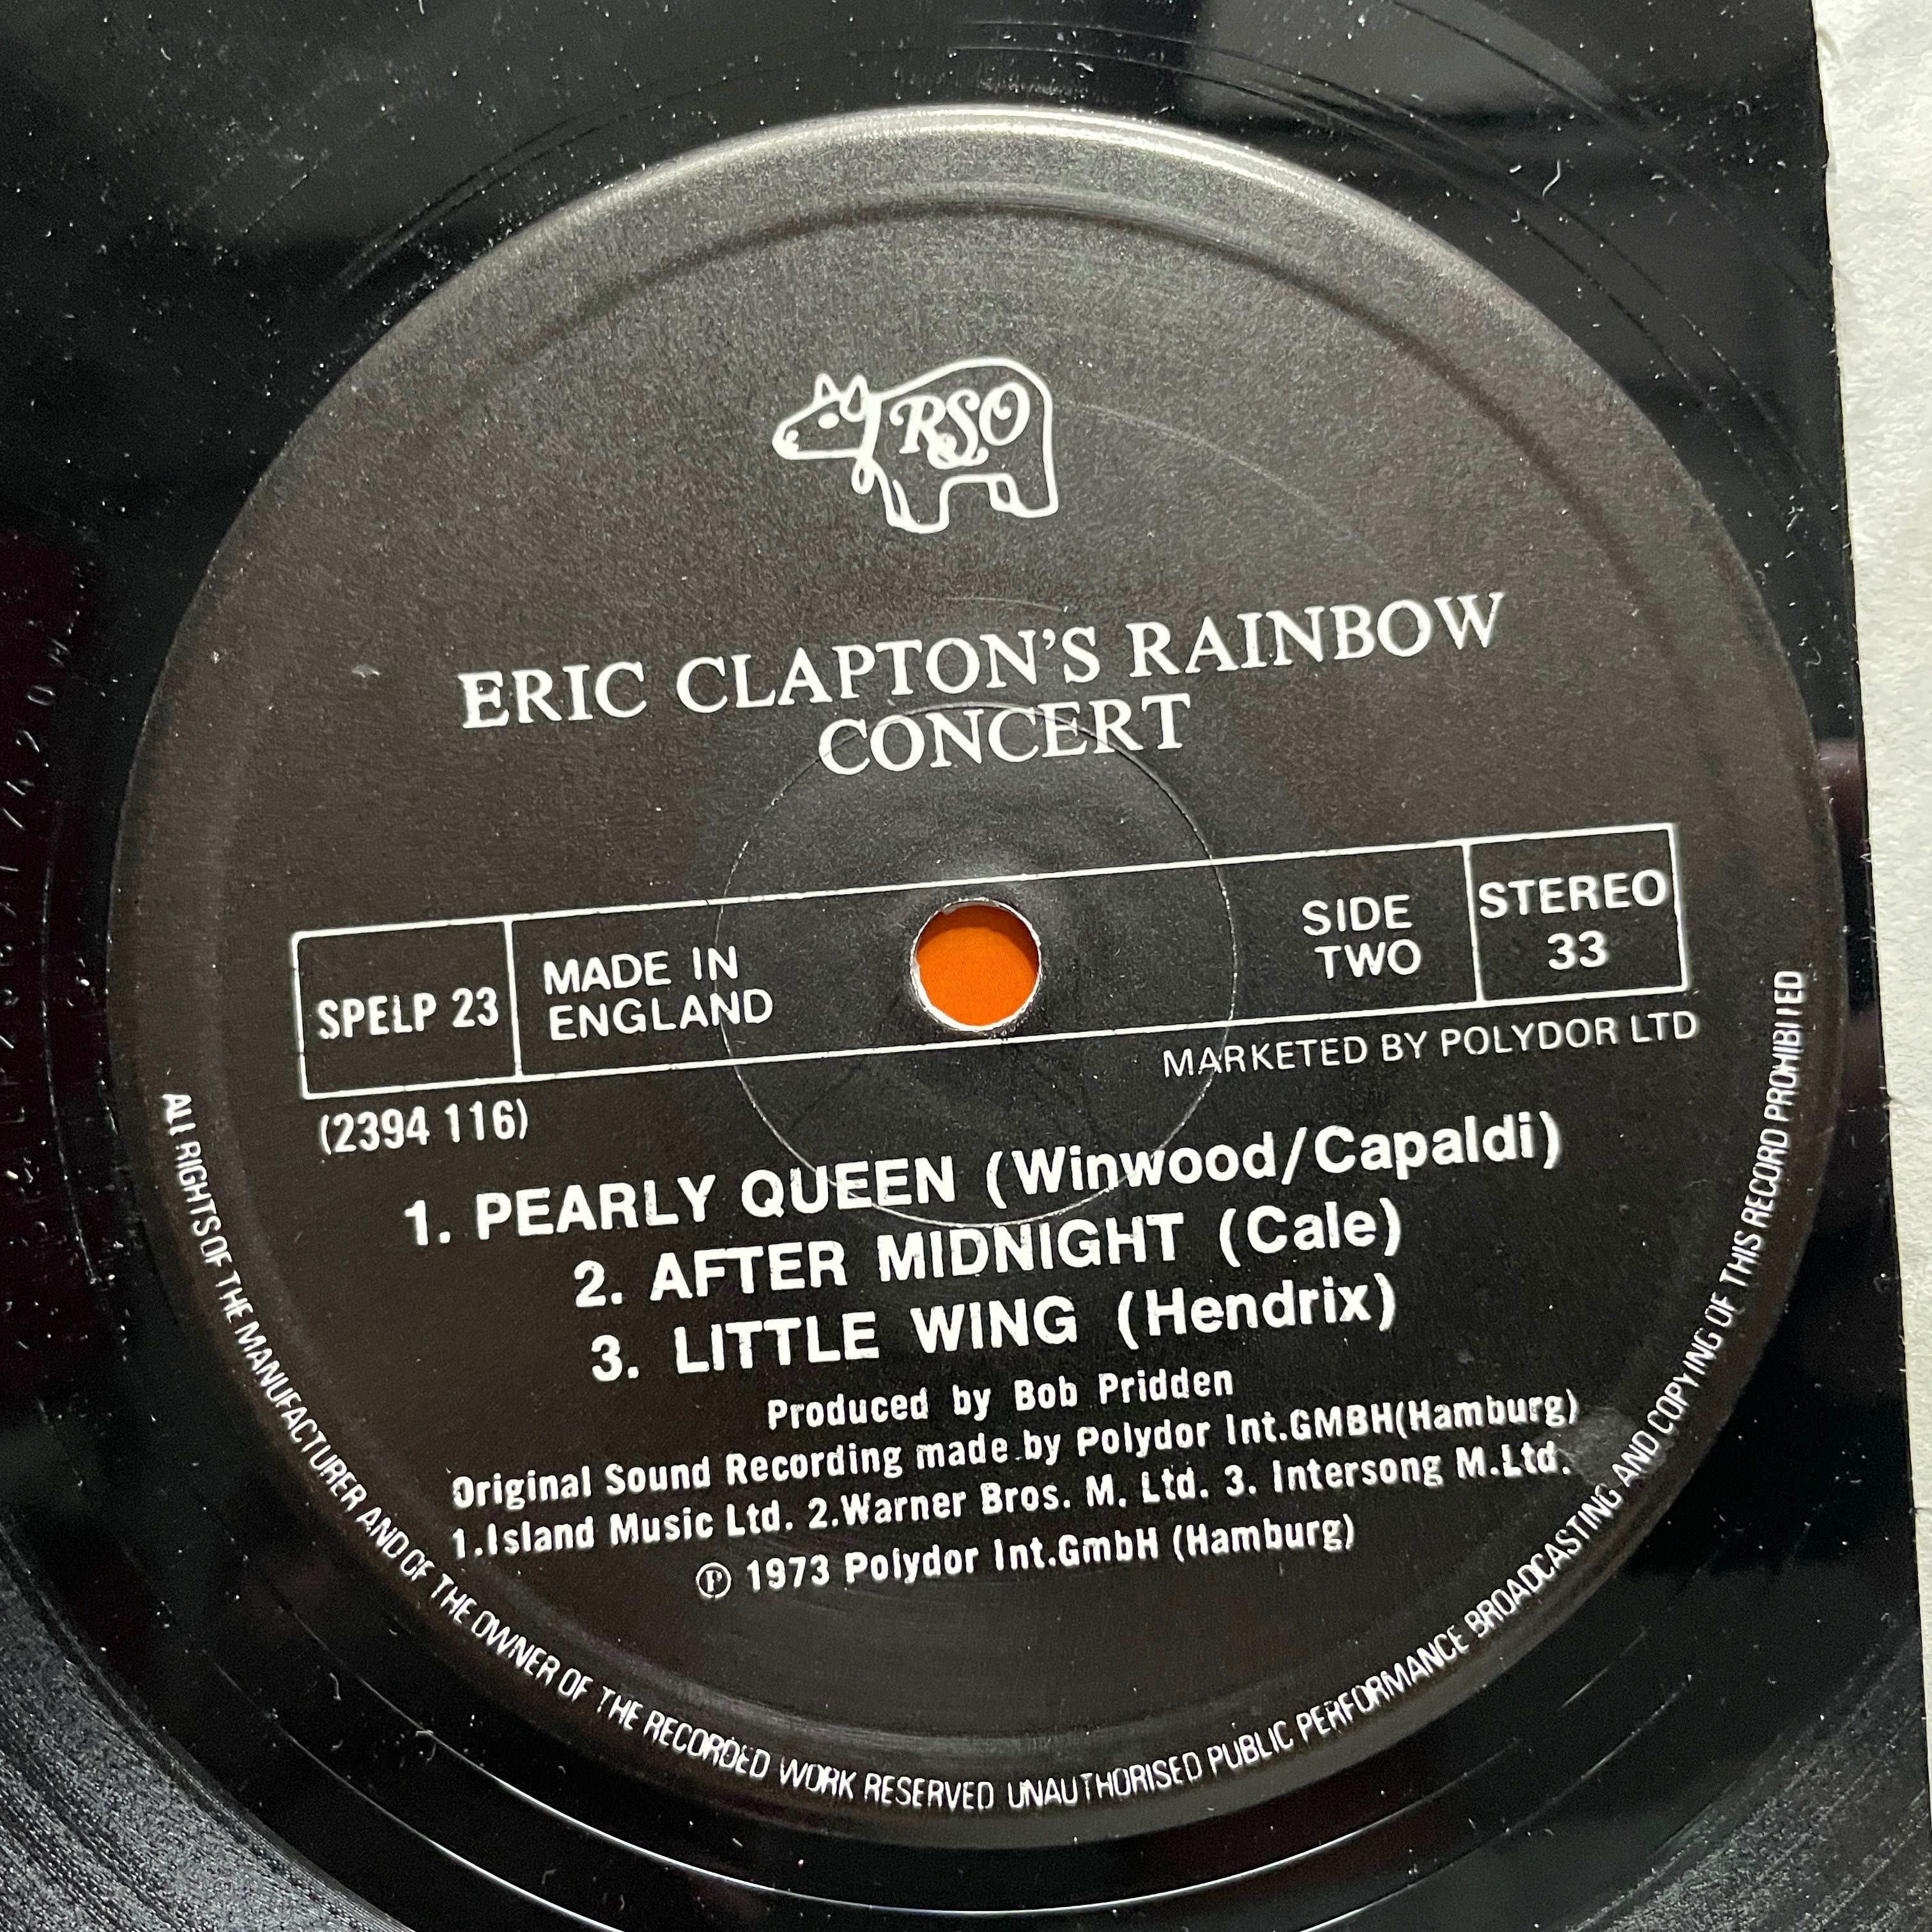 RSO
ERIC CLAPTON'S RAINBOW
CONCERT
SPELP 23
MADE IN
ENGLAND
SIDE
TWO
STEREO
33
MARKETED BY POLYDOR LTD
(2394 116)
1. PEARLY QUEEN (Winwood/Capaldi)
2. AFTER MIDNIGHT (Cale)
3. LITTLE WING (Hendrix)
Produced by Bob Pridden
Original Sound Recording made by Polydor Int.GMBH(Hamburg)
1.Island Music Ltd. 2.Warner Bros. M. Ltd. 3. Intersong M.Ltd.
Ⓟ 1973 Polydor Int.GmbH (Hamburg)
ALL RIGHTS OF THE MANUFACTURER AND OF THE OWNER OF THE RECORDED WORK RESERVED UNAUTHORISED PUBLIC PERFORMANCE BROADCASTING AND COPYING OF THIS RECORD PROHIBITED